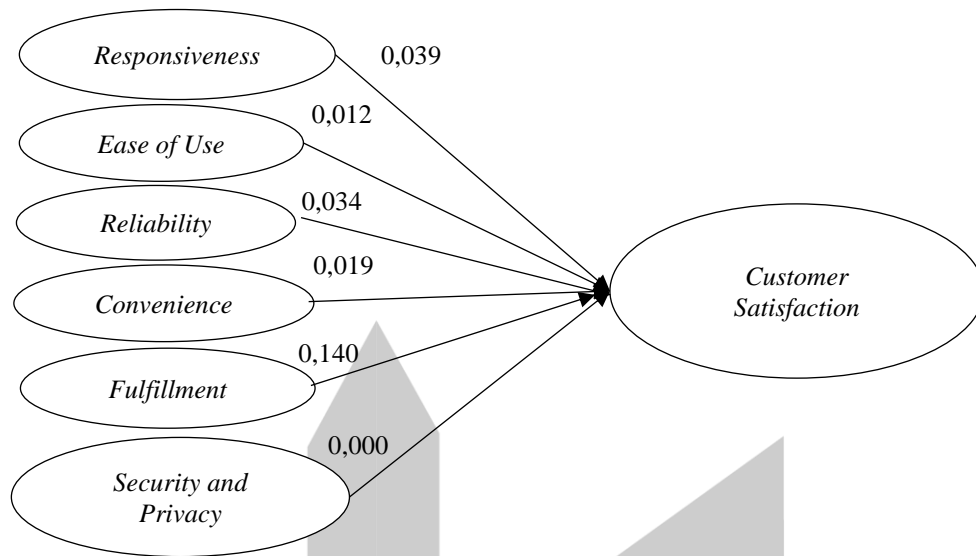 Responsiveness
0,039
Ease of Use
0,012
Reliability
0,034
Convenience
0,019
Fulfillment
0,140
Security and
Privacy
0,000
Customer
Satisfaction